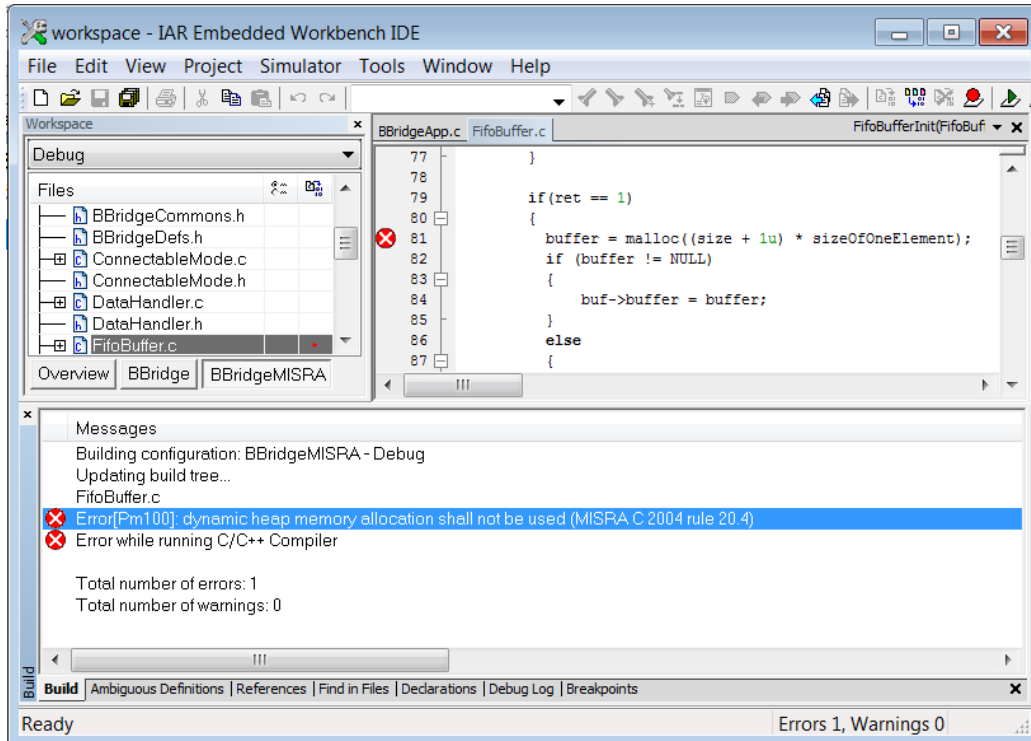 workspace - IAR Embedded Workbench IDE
File Edit View Project Simulator Tools Window Help
Workspace
Debug
Files
BBridgeCommons.h
BBridgeDefs.h
ConnectableMode.c
ConnectableMode.h
DataHandler.c
DataHandler.h
FifoBuffer.c
Overview BBridge BBridgeMISRA
BBridgeApp.c FifoBuffer.c FifoBufferInit(FifoBuf
77 }
78
79 if(ret == 1)
80 {
81 buffer = malloc((size + 1u) * sizeOfOneElement);
82 if (buffer != NULL)
83 {
84 buf->buffer = buffer;
85 }
86 else
87 {
Messages
Building configuration: BBridgeMISRA - Debug
Updating build tree...
FifoBuffer.c
Error[Pm100]: dynamic heap memory allocation shall not be used (MISRA C 2004 rule 20.4)
Error while running C/C++ Compiler
Total number of errors: 1
Total number of warnings: 0
Build
Build Ambiguous Definitions References Find in Files Declarations Debug Log Breakpoints
Ready Errors 1, Warnings 0